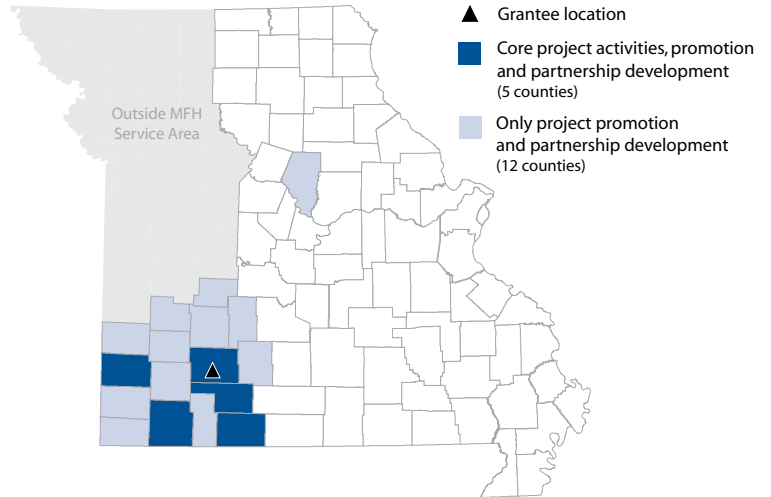 Grantee location
Core project activities, promotion
and partnership development
(5 counties)
Only project promotion
and partnership development
(12 counties)
Outside MFH
Service Area